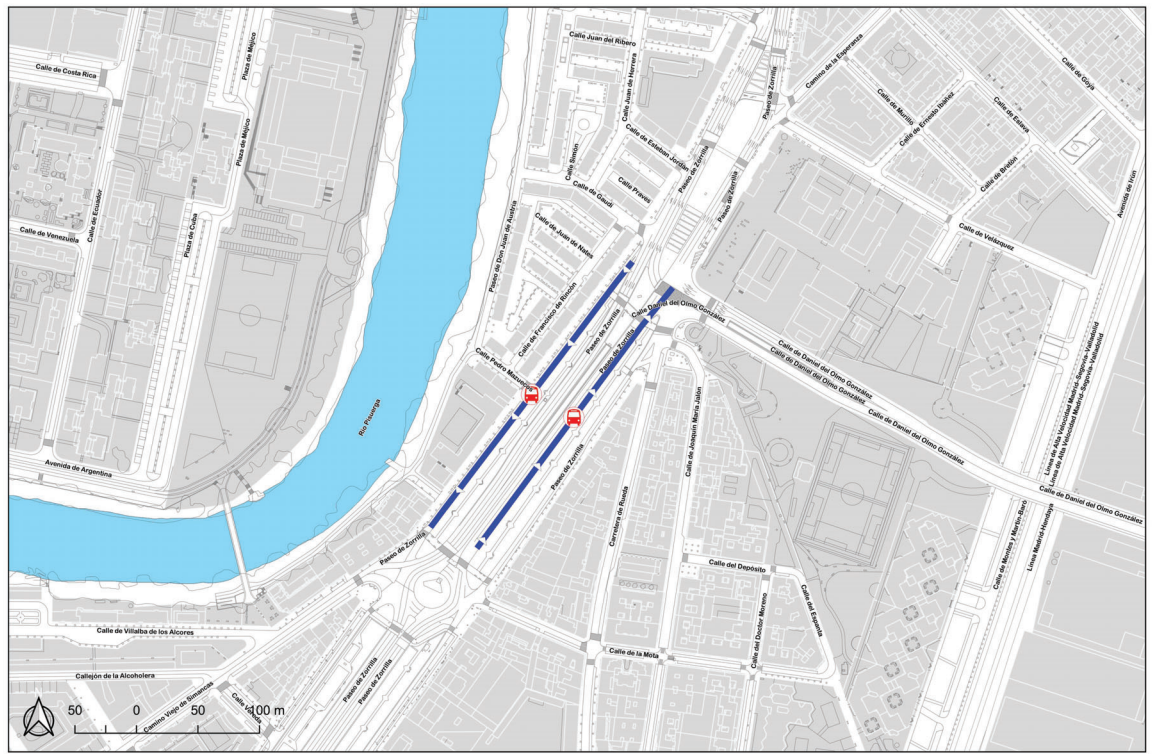 Calle Juan del Ribero
Plaza de Méjico
Calle de Costa Rica
Calle Juan de Herrera
Camino de la Esperanza
Calle de Goya
Paseo de Zorrilla
Calle de Murillo
Calle de Ernesto Ibáñez
Calle de Eslava
Plaza de Méjico
Calle Simón
Calle de Esteban Jordán
Paseo de Zorrilla
Calle de Bretón
Paseo de Zorrilla
Avenida de Irún
Calle de Ecuador
Plaza de Cuba
Calle de Gaudí
Calle Praves
Calle de Venezuela
Paseo de Don Juan de Austria
Calle de Juan de Nates
Calle de Velázquez
Calle de Francisco de Rincón
Calle Daniel del Olmo González
Paseo de Zorrilla
Paseo de Zorrilla
Calle Pedro Mazuecos
Calle de Daniel del Olmo González
Calle de Daniel del Olmo González
Línea de Alta Velocidad Madrid-Segovia-Valladolid
Línea de Alta Velocidad Madrid-Segovia-Valladolid
Río Pisuerga
Calle de Joaquín María Jalón
Calle de Daniel del Olmo González
Paseo de Zorrilla
Avenida de Argentina
Carretera de Rueda
Calle de Daniel del Olmo González
Calle de Montes y Martín-Baró
Línea Madrid-Hendaya
Paseo de Zorrilla
Calle del Depósito
Calle del Doctor Moreno
Calle del Espanta
Calle de Villalba de los Alcores
Calle de la Mota
Callejón de la Alcoholera
Paseo de Zorrilla
Paseo de Zorrilla
Camino Viejo de Simancas
Calle Vereda
50 0 50 100 m